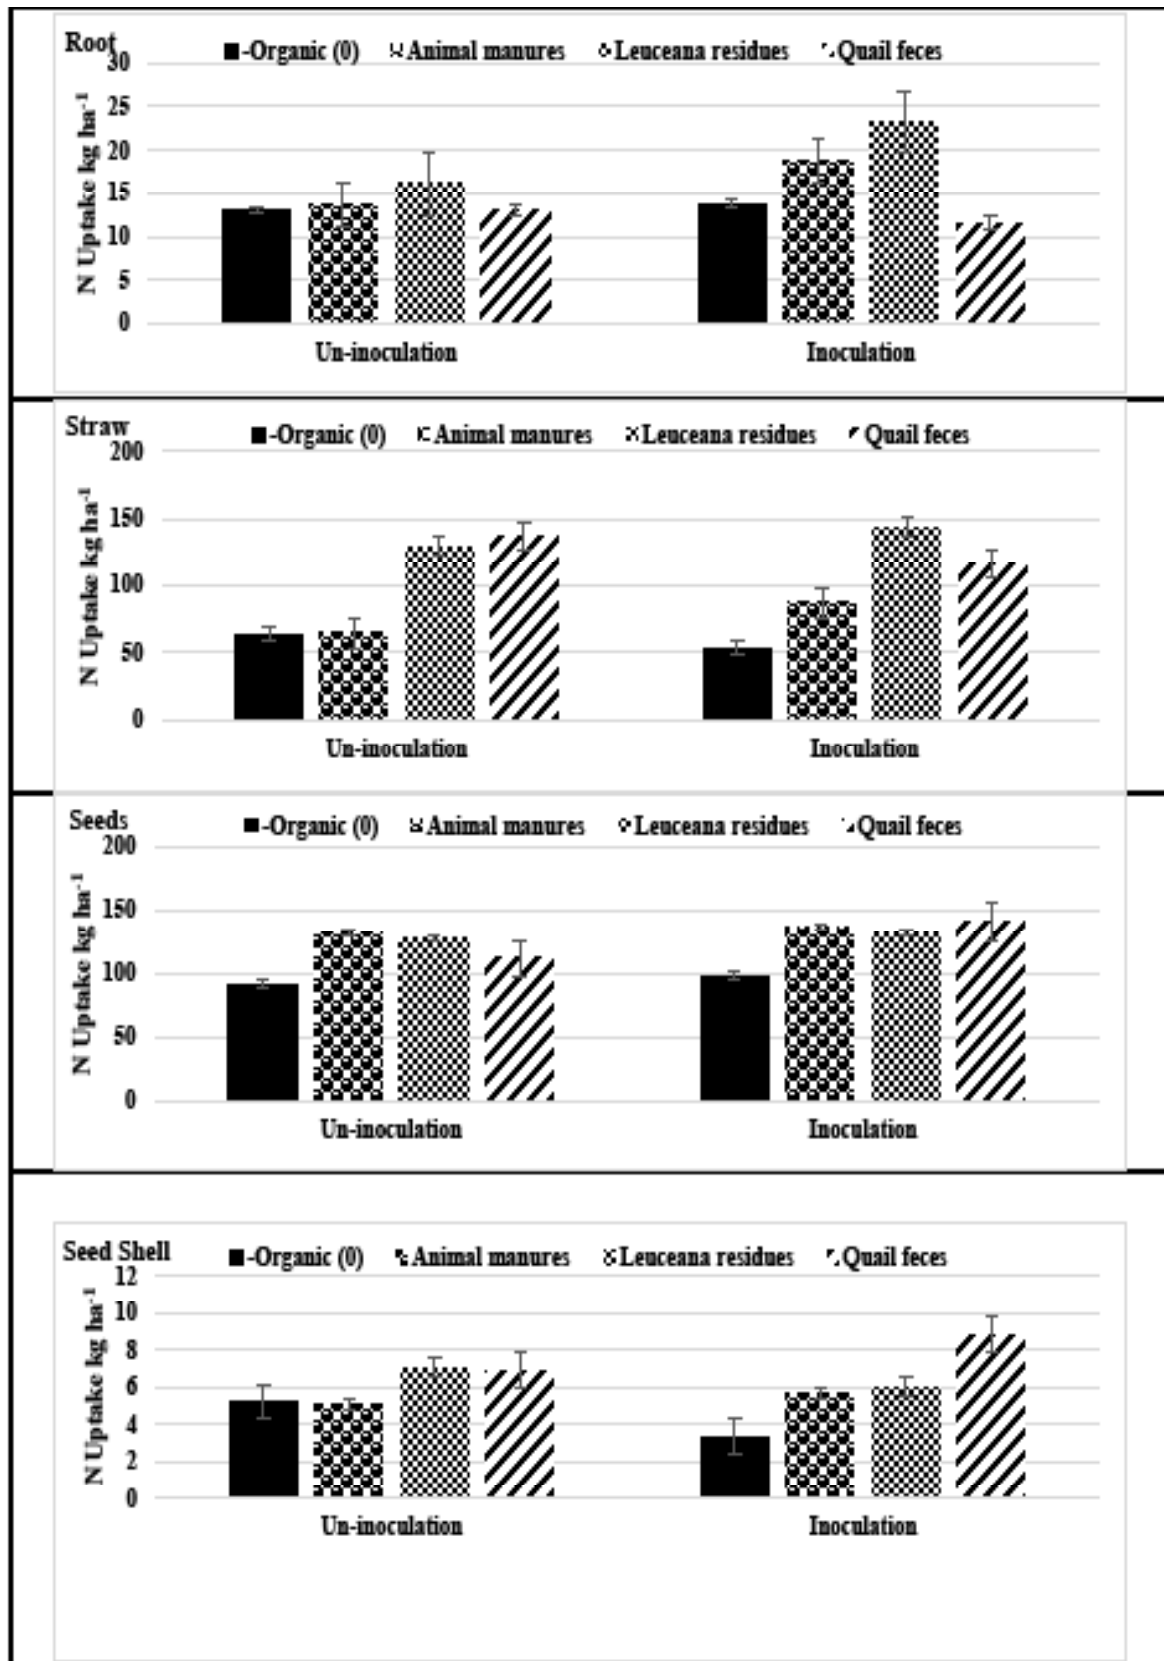 Root
-Organic (0) Animal manures Leuceana residues Quail feces
30
25
20
15
10
5
0
N Uptake kg ha⁻¹
Un-inoculation Inoculation
Straw
-Organic (0) Animal manures Leuceana residues Quail feces
200
150
100
50
0
N Uptake kg ha⁻¹
Un-inoculation Inoculation
Seeds
-Organic (0) Animal manures Leuceana residues Quail feces
200
150
100
50
0
N Uptake kg ha⁻¹
Un-inoculation Inoculation
Seed Shell
-Organic (0) Animal manures Leuceana residues Quail feces
12
10
8
6
4
2
0
N Uptake kg ha⁻¹
Un-inoculation Inoculation